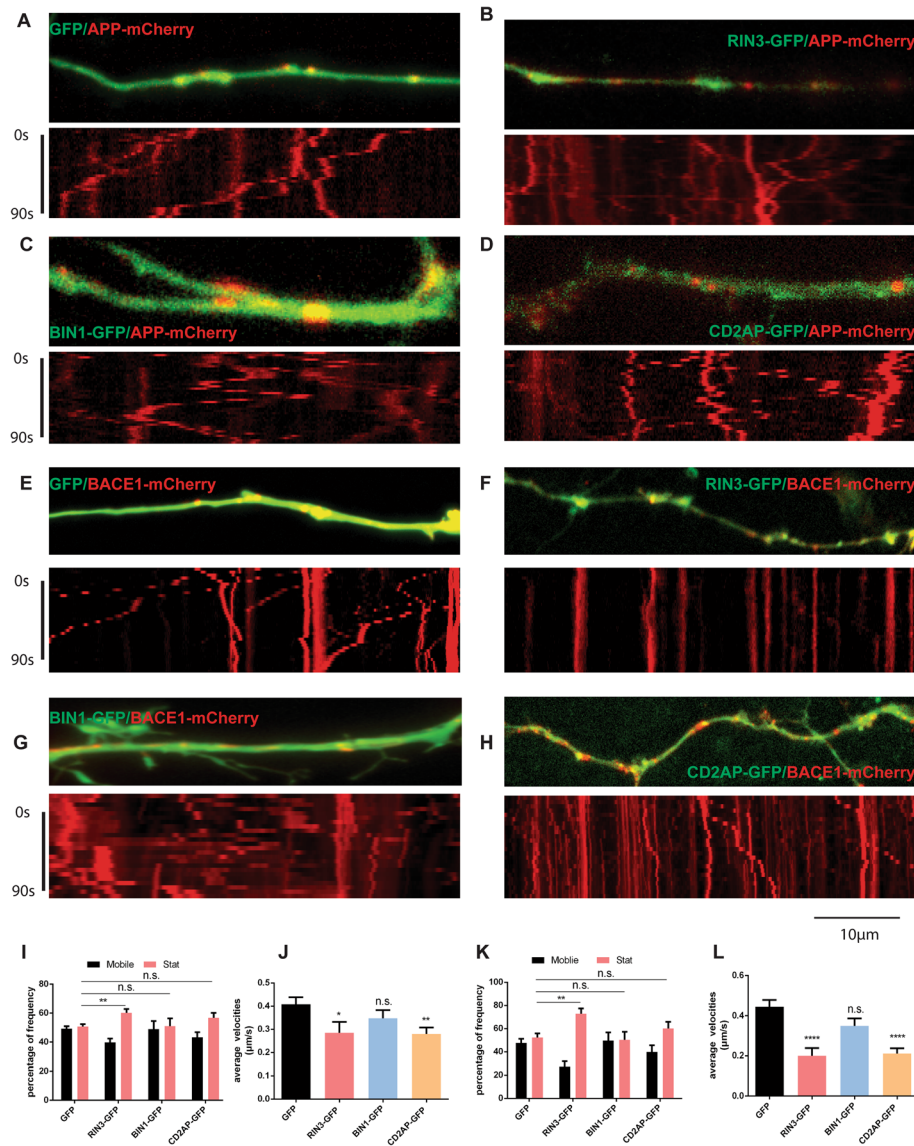 A
GFP/APP-mCherry
0s
90s
B
RIN3-GFP/APP-mCherry
C
BIN1-GFP/APP-mCherry
0s
90s
D
CD2AP-GFP/APP-mCherry
E
GFP/BACE1-mCherry
0s
90s
F
RIN3-GFP/BACE1-mCherry
BIN1-GFP/BACE1-mCherry
G
0s
90s
H
CD2AP-GFP/BACE1-mCherry
10μm
I
Mobile Stat
n.s.
n.s.
**
percentage of frequency
80
60
40
20
0
GFP
RIN3-GFP
BIN1-GFP
CD2AP-GFP
J
average velocities
(μm/s)
0.5
0.4
0.3
0.2
0.1
0.0
*
n.s.
**
GFP
RIN3-GFP
BIN1-GFP
CD2AP-GFP
K
Moblie Stat
n.s.
n.s.
**
percentage of frequency
100
80
60
40
20
0
GFP
RIN3-GFP
BIN1-GFP
CD2AP-GFP
L
average velocities
(μm/s)
0.6
0.4
0.2
0.0
****
n.s.
****
GFP
RIN3-GFP
BIN1-GFP
CD2AP-GFP